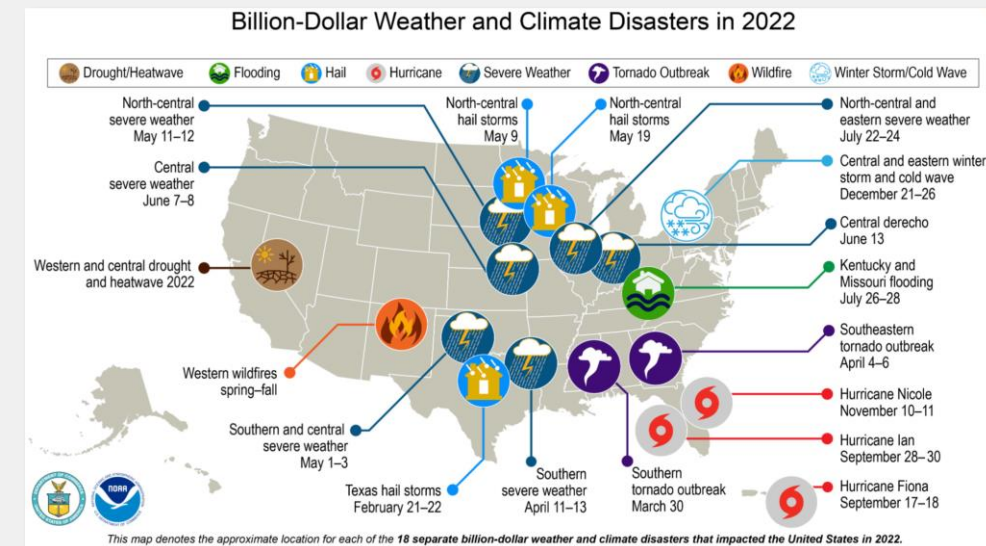 Billion-Dollar Weather and Climate Disasters in 2022
Drought/Heatwave Flooding Hail Hurricane Severe Weather Tornado Outbreak Wildfire Winter Storm/Cold Wave
North-central
severe weather
May 11–12
North-central
hail storms
May 9
North-central
hail storms
May 19
North-central and
eastern severe weather
July 22–24
Central
severe weather
June 7–8
Central and eastern winter
storm and cold wave
December 21–26
Central derecho
June 13
Western and central drought
and heatwave 2022
Kentucky and
Missouri flooding
July 26–28
Southeastern
tornado outbreak
April 4–6
Western wildfires
spring–fall
Hurricane Nicole
November 10–11
Southern and central
severe weather
May 1–3
Hurricane Ian
September 28–30
Texas hail storms
February 21–22
Southern
severe weather
April 11–13
Southern
tornado outbreak
March 30
Hurricane Fiona
September 17–18
NOAA
This map denotes the approximate location for each of the 18 separate billion-dollar weather and climate disasters that impacted the United States in 2022.